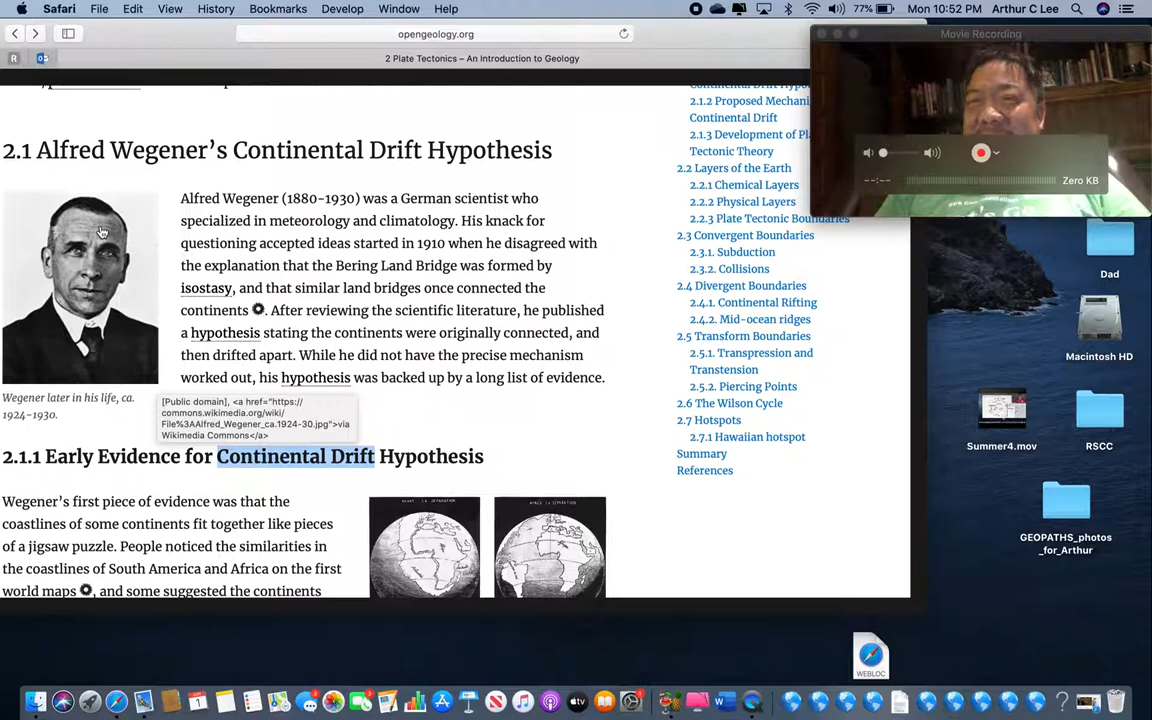 Safari File Edit View History Bookmarks Develop Window Help
77% Mon 10:52 PM Arthur C Lee
opengeology.org
Movie Recording
R
2 Plate Tectonics – An Introduction to Geology
2.1 Alfred Wegener's Continental Drift Hypothesis
Alfred Wegener (1880-1930) was a German scientist who
specialized in meteorology and climatology. His knack for
questioning accepted ideas started in 1910 when he disagreed with
the explanation that the Bering Land Bridge was formed by
isostasy, and that similar land bridges once connected the
continents. After reviewing the scientific literature, he published
a hypothesis stating the continents were originally connected, and
then drifted apart. While he did not have the precise mechanism
worked out, his hypothesis was backed up by a long list of evidence.
Wegener later in his life, ca.
1924-1930.
[Public domain], <a href="https://
commons.wikimedia.org/wiki/
File%3AAlfred_Wegener_ca.1924-30.jpg">via
Wikimedia Commons</a>
2.1.1 Early Evidence for Continental Drift Hypothesis
Wegener's first piece of evidence was that the
coastlines of some continents fit together like pieces
of a jigsaw puzzle. People noticed the similarities in
the coastlines of South America and Africa on the first
world maps, and some suggested the continents
2.1.2 Proposed Mechani
Continental Drift
2.1.3 Development of Pl
Tectonic Theory
2.2 Layers of the Earth
2.2.1 Chemical Layers
2.2.2 Physical Layers
2.2.3 Plate Tectonic Boundaries
2.3 Convergent Boundaries
2.3.1. Subduction
2.3.2. Collisions
2.4 Divergent Boundaries
2.4.1. Continental Rifting
2.4.2. Mid-ocean ridges
2.5 Transform Boundaries
2.5.1. Transpression and
Transtension
2.5.2. Piercing Points
2.6 The Wilson Cycle
2.7 Hotspots
2.7.1 Hawaiian hotspot
Summary
References
--:-- Zero KB
Dad
Macintosh HD
Summer4.mov
RSCC
GEOPATHS_photos
_for_Arthur
WEBLOC
tv